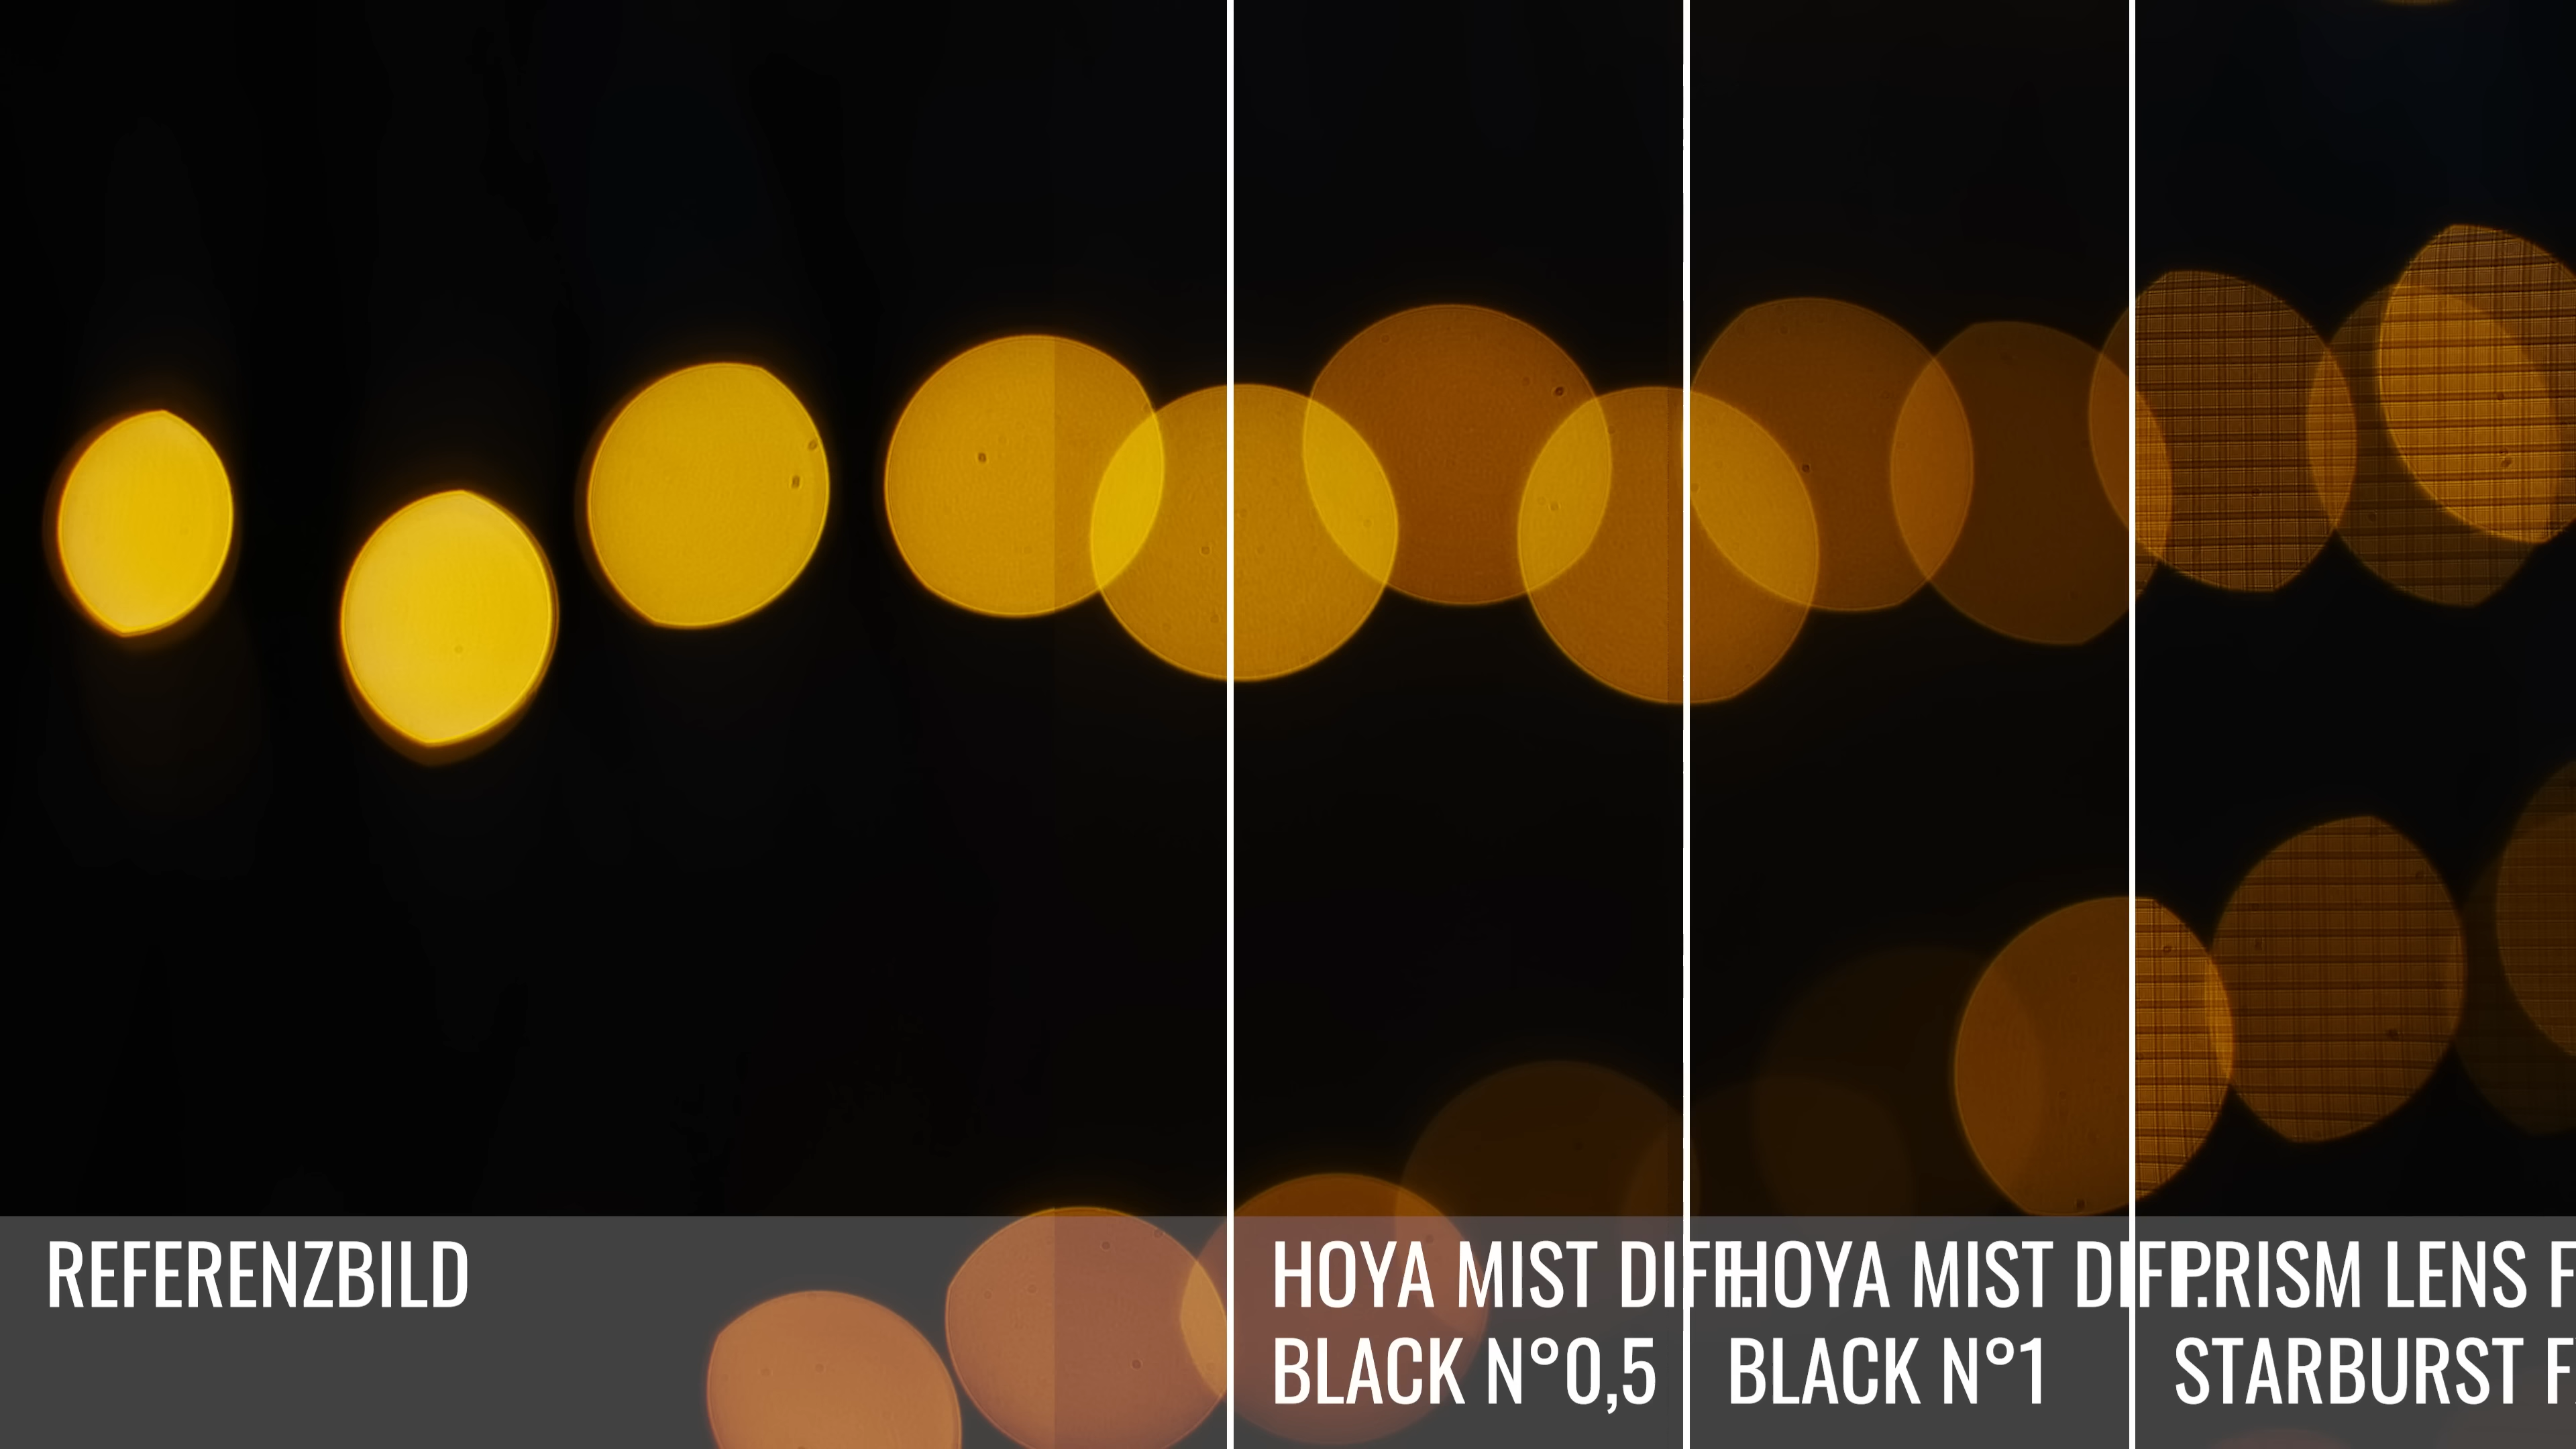 REFERENZBILD
HOYA MIST DIFF.
BLACK N°0,5
HOYA MIST DIFF.
BLACK N°1
PRISM LENS
STARBURST